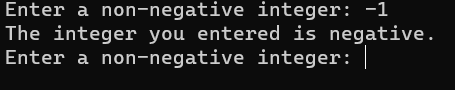 Enter a non-negative integer: -1
The integer you entered is negative.
Enter a non-negative integer: